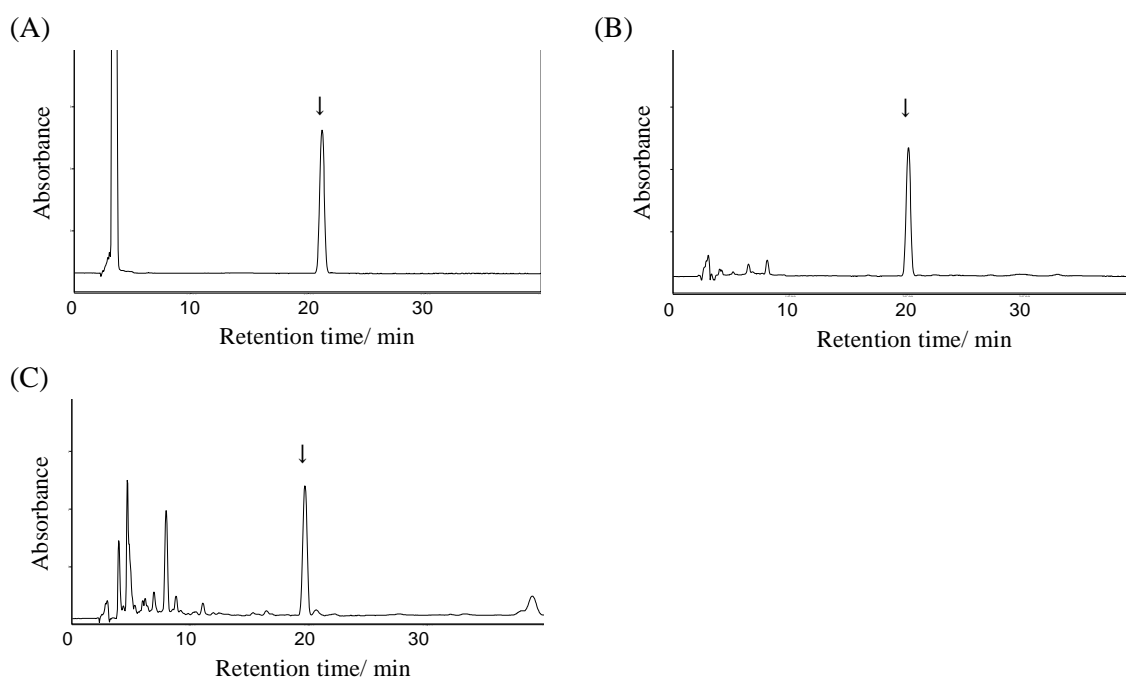 (A)
(B)
↓
↓
Absorbance
Absorbance
0 10 20 30
0 10 20 30
Retention time/ min
Retention time/ min
(C)
↓
Absorbance
0 10 20 30
Retention time/ min